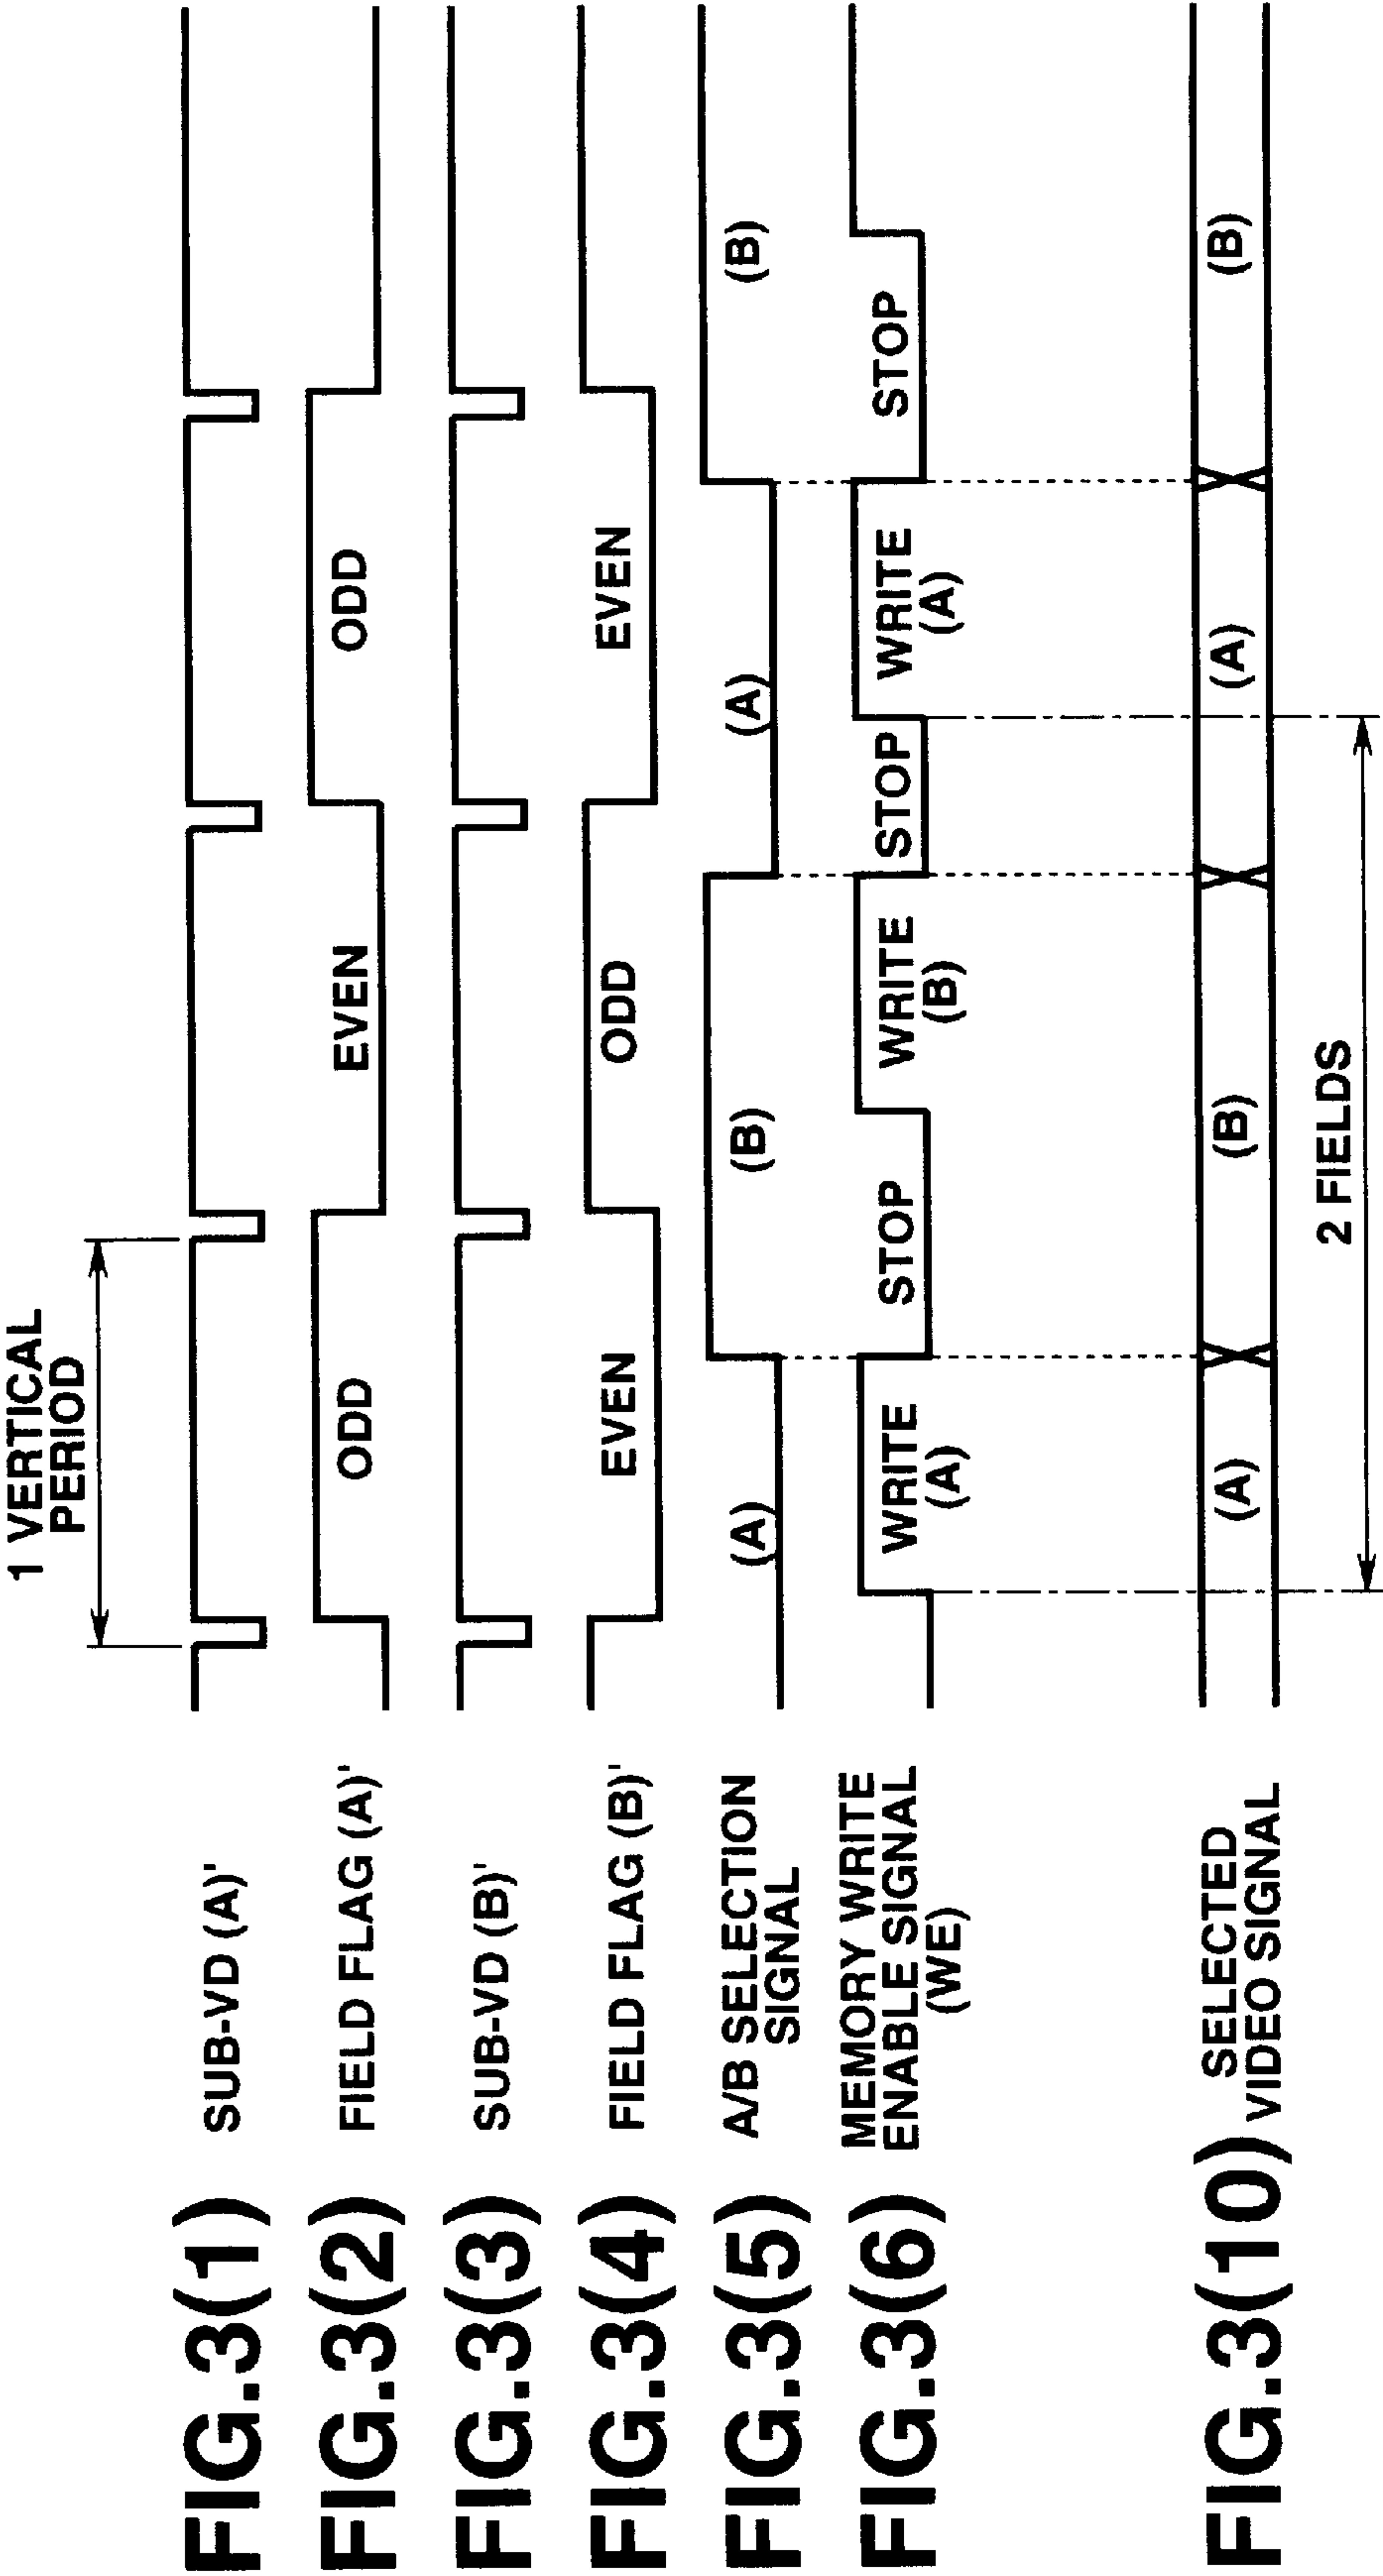 1 VERTICAL
PERIOD
FIG.3(1) SUB-VD (A)'
FIG.3(2) FIELD FLAG (A)'
ODD EVEN ODD
FIG.3(3) SUB-VD (B)'
FIG.3(4) FIELD FLAG (B)'
EVEN ODD EVEN
FIG.3(5) A/B SELECTION
SIGNAL
(A) (B) (A) (B)
FIG.3(6) MEMORY WRITE
ENABLE SIGNAL
(WE)
WRITE STOP WRITE STOP WRITE STOP
(A) (B) (A)
FIG.3(10) SELECTED
VIDEO SIGNAL
(A) (B) (A) (B)
2 FIELDS